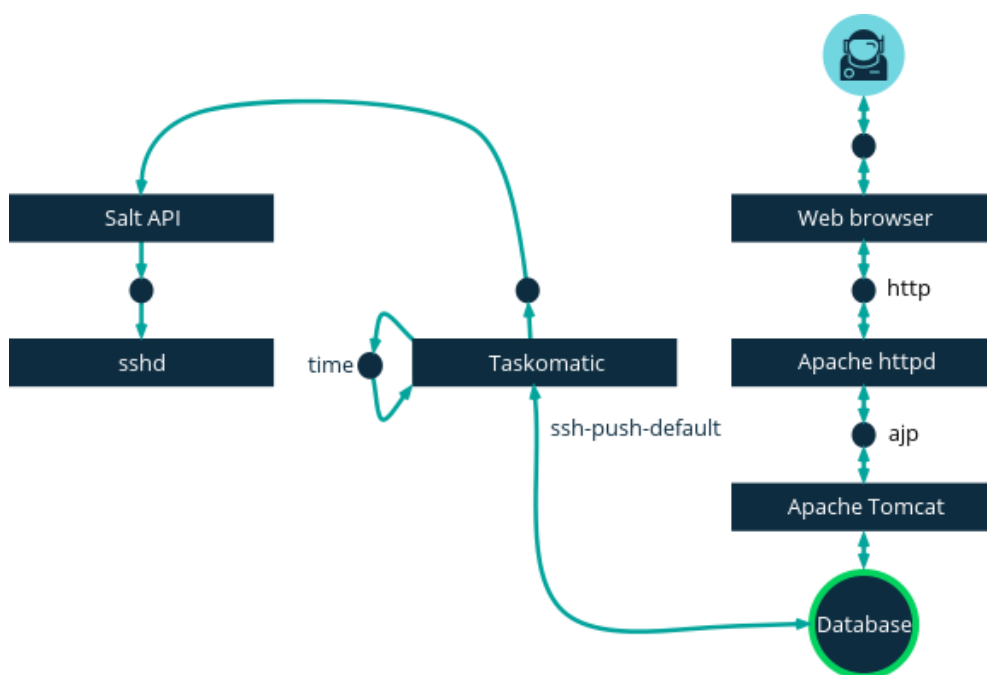 Salt API
Web browser
http
sshd
time
Taskomatic
Apache httpd
ssh-push-default
ajp
Apache Tomcat
Database